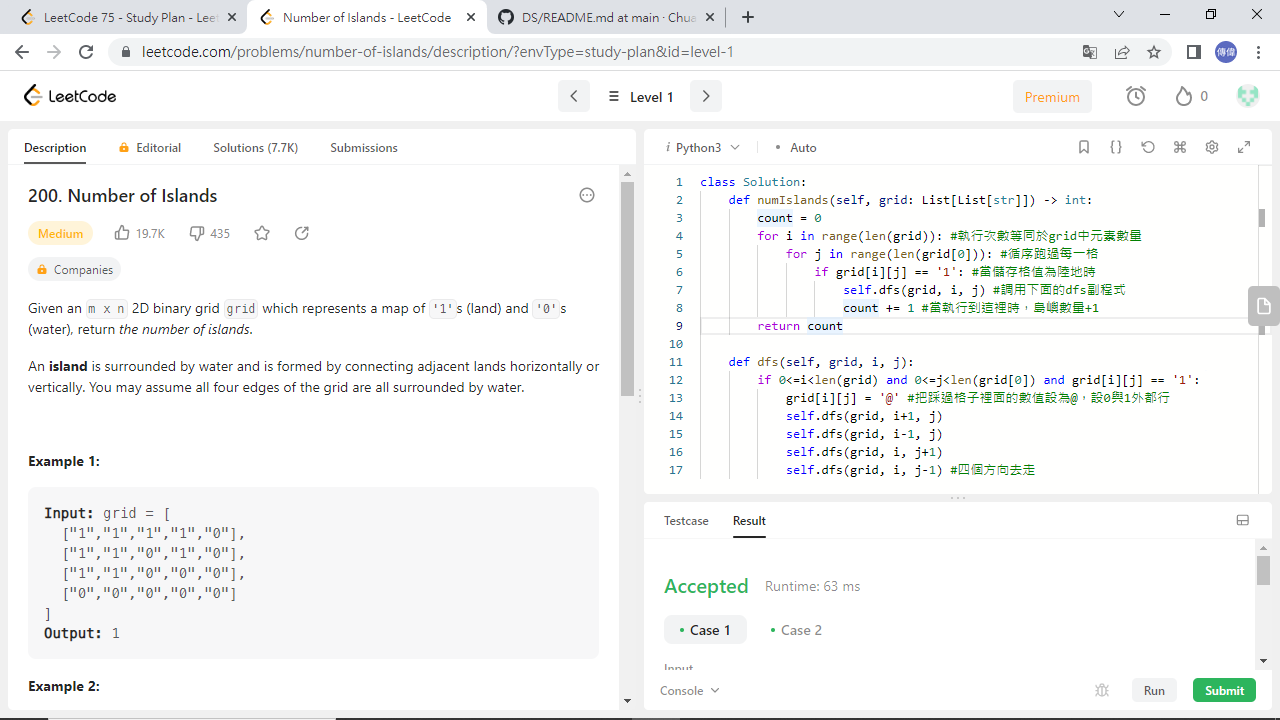 LeetCode 75 - Study Plan - Leet
Number of Islands - LeetCode
DS/README.md at main · Chua
leetcode.com/problems/number-of-islands/description/?envType=study-plan&id=level-1
傳偉
LeetCode
Level 1
Premium
0
Description
Editorial
Solutions (7.7K)
Submissions
200. Number of Islands
Medium
19.7K
435
Companies
Given an m x n 2D binary grid grid which represents a map of '1's (land) and '0's
(water), return the number of islands.
An island is surrounded by water and is formed by connecting adjacent lands horizontally or
vertically. You may assume all four edges of the grid are all surrounded by water.
Example 1:
Input: grid = [
["1","1","1","1","0"],
["1","1","0","1","0"],
["1","1","0","0","0"],
["0","0","0","0","0"]
]
Output: 1
Example 2:
i Python3
• Auto
1 class Solution:
2 def numIslands(self, grid: List[List[str]]) -> int:
3 count = 0
4 for i in range(len(grid)): #執行次數等同於grid中元素數量
5 for j in range(len(grid[0])): #循序跑過每一格
6 if grid[i][j] == '1': #當儲存格值為陸地時
7 self.dfs(grid, i, j) #調用下面的dfs副程式
8 count += 1 #當執行到這裡時，島嶼數量+1
9 return count
10
11 def dfs(self, grid, i, j):
12 if 0<=i<len(grid) and 0<=j<len(grid[0]) and grid[i][j] == '1':
13 grid[i][j] = '@' #把踩過格子裡面的數值設為@，設0與1外都行
14 self.dfs(grid, i+1, j)
15 self.dfs(grid, i-1, j)
16 self.dfs(grid, i, j+1)
17 self.dfs(grid, i, j-1) #四個方向去走
Testcase
Result
Accepted
Runtime: 63 ms
• Case 1
• Case 2
Input
Console
Run
Submit